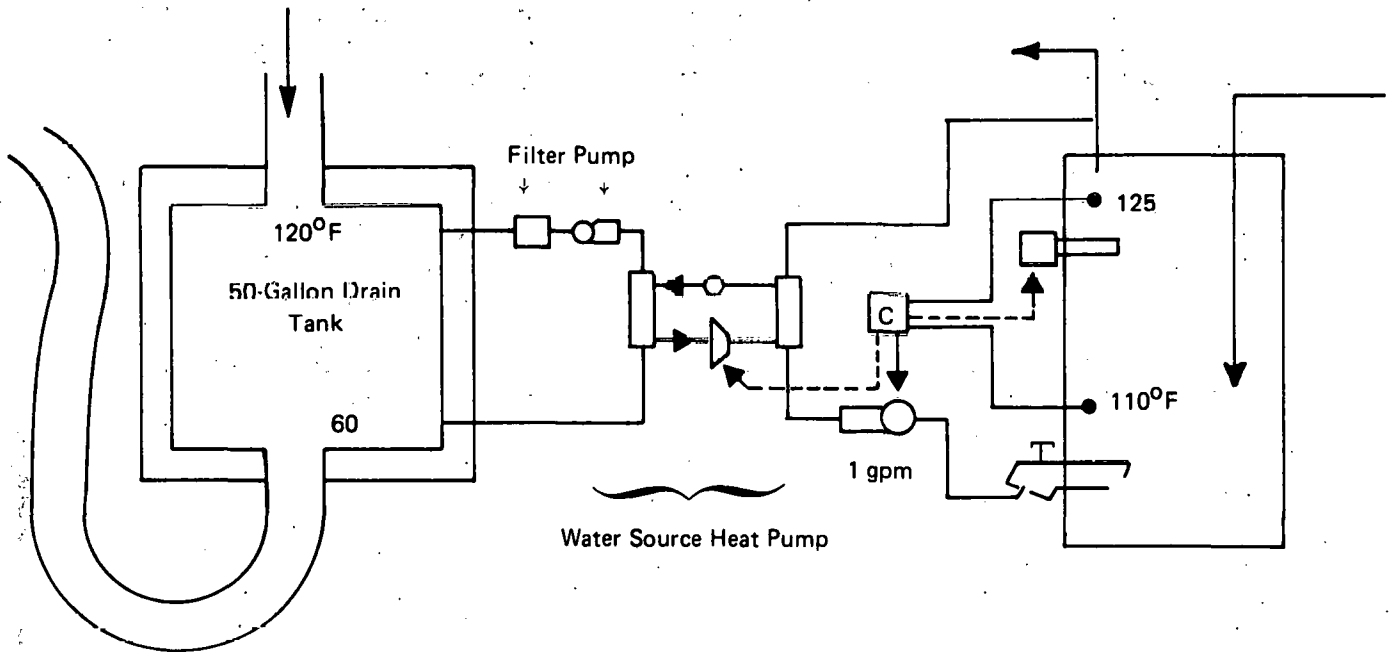 Filter Pump
120°F
50-Gallon Drain
Tank
60
125
C
110°F
1 gpm
Water Source Heat Pump